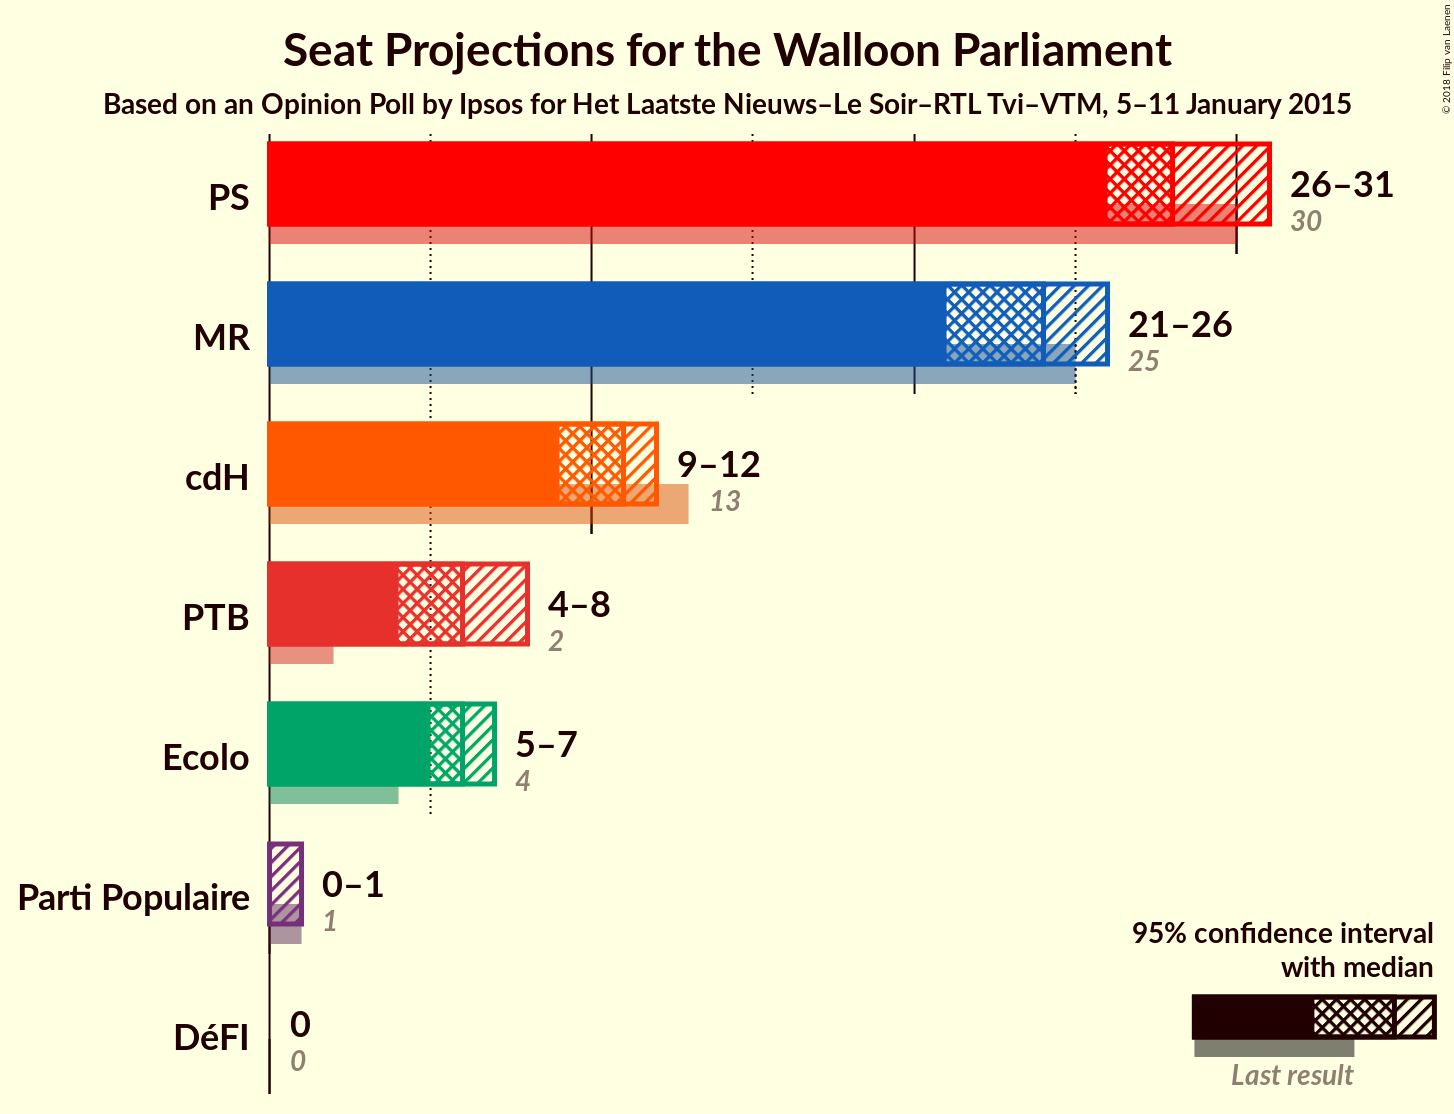 Seat Projections for the Walloon Parliament
Based on an Opinion Poll by Ipsos for Het Laatste Nieuws–Le Soir–RTL Tvi–VTM, 5–11 January 2015
© 2018 Filip van Laenen
PS
26–31
30
MR
21–26
25
cdH
9–12
13
PTB
4–8
2
Ecolo
5–7
4
Parti Populaire
0–1
1
DéFI
0
0
95% confidence interval
with median
Last result